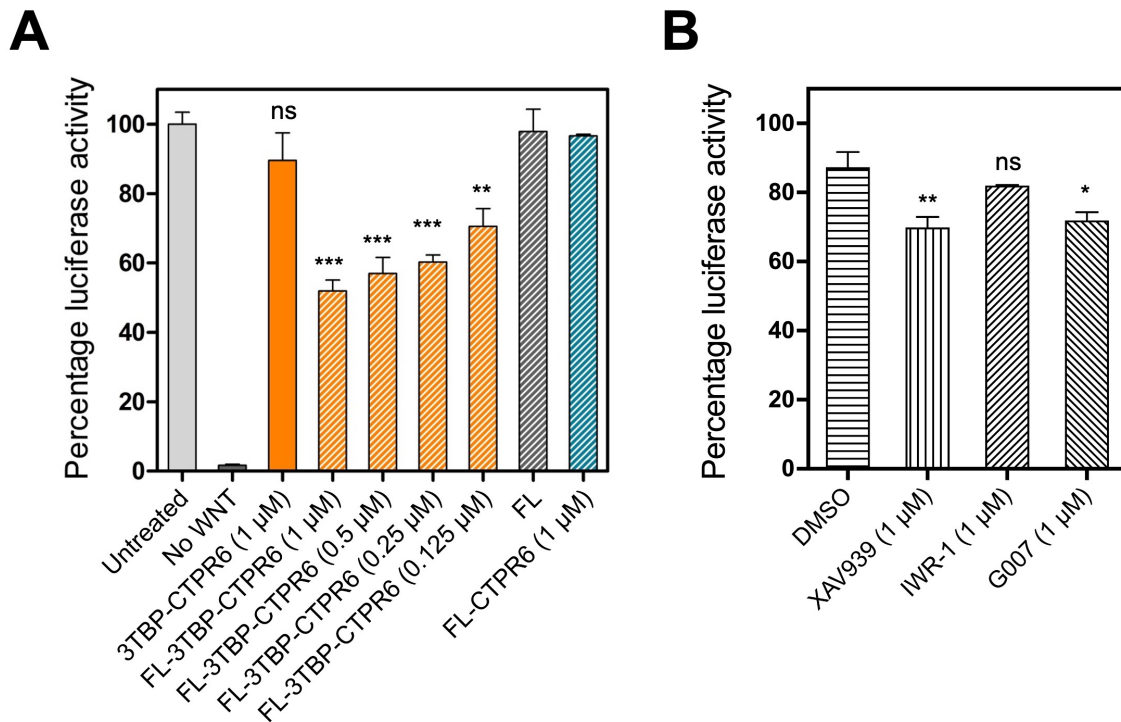 A
Percentage luciferase activity
100
80
60
40
20
0
ns
***
***
***
**
Untreated
No WNT
3TBP-CTPR6 (1 µM)
FL-3TBP-CTPR6 (1 µM)
FL-3TBP-CTPR6 (0.5 µM)
FL-3TBP-CTPR6 (0.25 µM)
FL-3TBP-CTPR6 (0.125 µM)
FL
FL-CTPR6 (1 µM)
B
Percentage luciferase activity
100
80
60
40
20
0
**
ns
*
DMSO
XAV939 (1 µM)
IWR-1 (1 µM)
G007 (1 µM)